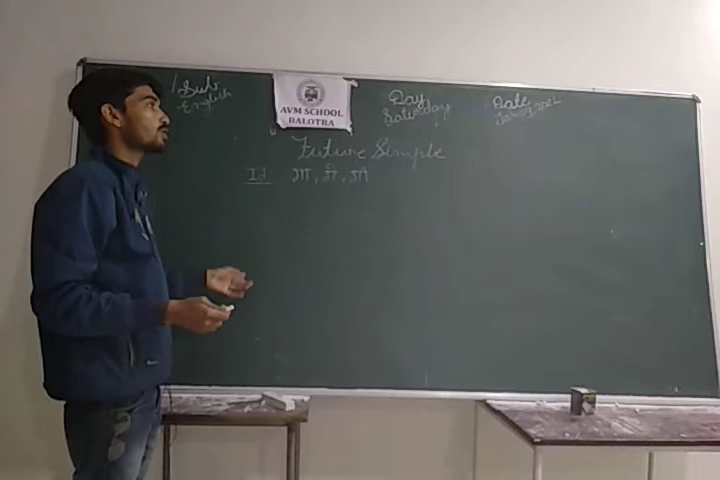 Sub
English
AVM SCHOOL
BALOTRA
Day
Saturday
Date
Future Simple
गा, गे, गी